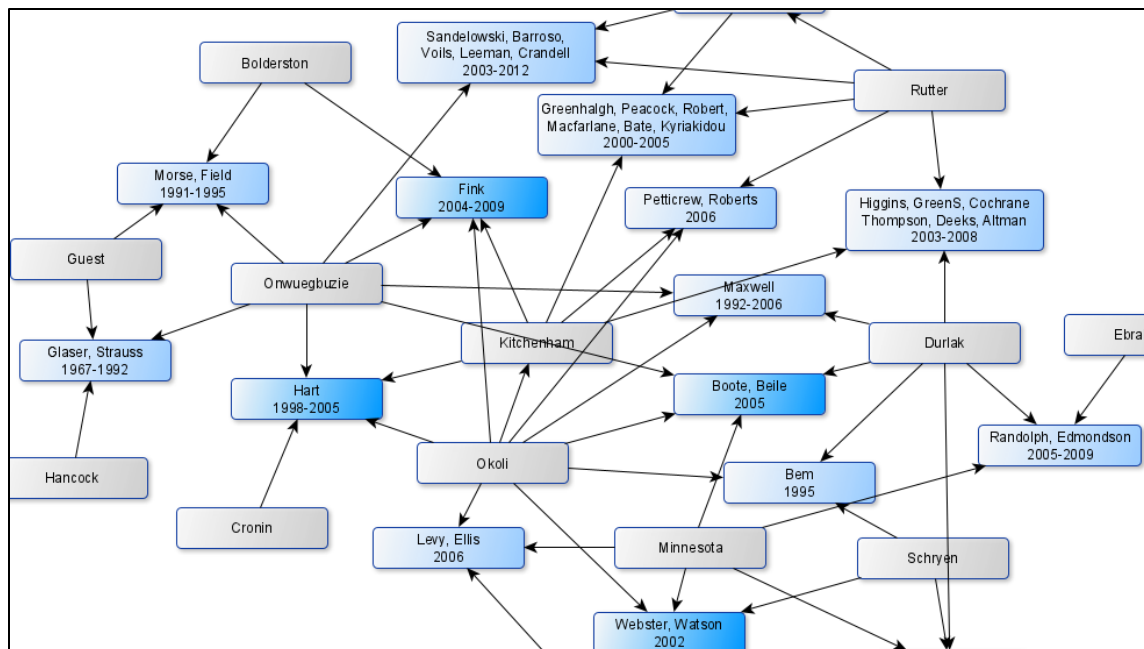 Sandelowski, Barroso,
Voils, Leeman, Crandell
2003-2012
Bolderston
Rutter
Greenhalgh, Peacock, Robert,
Macfarlane, Bate, Kyriakidou
2000-2005
Morse, Field
1991-1995
Fink
2004-2009
Petticrew, Roberts
2006
Higgins, GreenS, Cochrane
Thompson, Deeks, Altman
2003-2008
Guest
Onwuegbuzie
Maxwell
1992-2006
Kitchenham
Durlak
Ebra
Glaser, Strauss
1967-1992
Hart
1998-2005
Boote, Beile
2005
Randolph, Edmondson
2005-2009
Okoli
Hancock
Bem
1995
Cronin
Levy, Ellis
2006
Minnesota
Schryen
Webster, Watson
2002